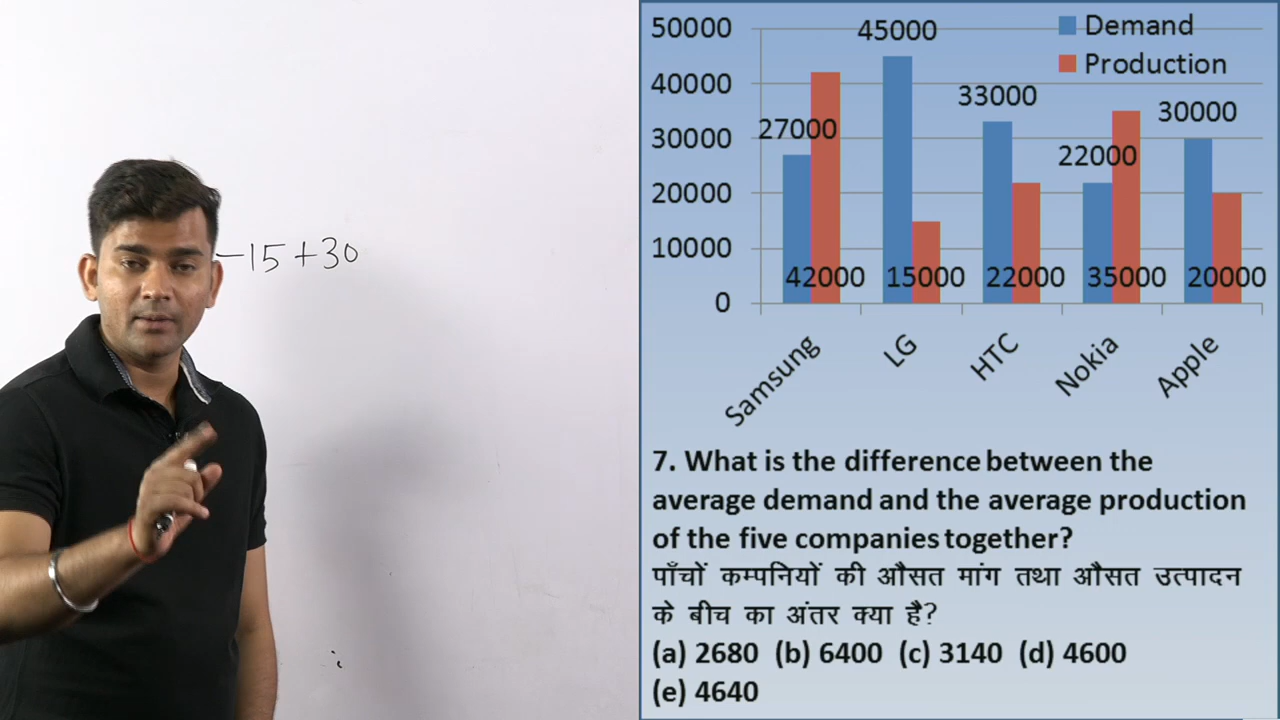 -15+30
50000
40000
30000
20000
10000
0
Demand
Production
27000
45000
33000
22000
30000
42000
15000
22000
35000
20000
Samsung
LG
HTC
Nokia
Apple
7. What is the difference between the
average demand and the average production
of the five companies together?
पाँचों कम्पनियों की औसत मांग तथा औसत उत्पादन
के बीच का अंतर क्या है?
(a) 2680 (b) 6400 (c) 3140 (d) 4600
(e) 4640